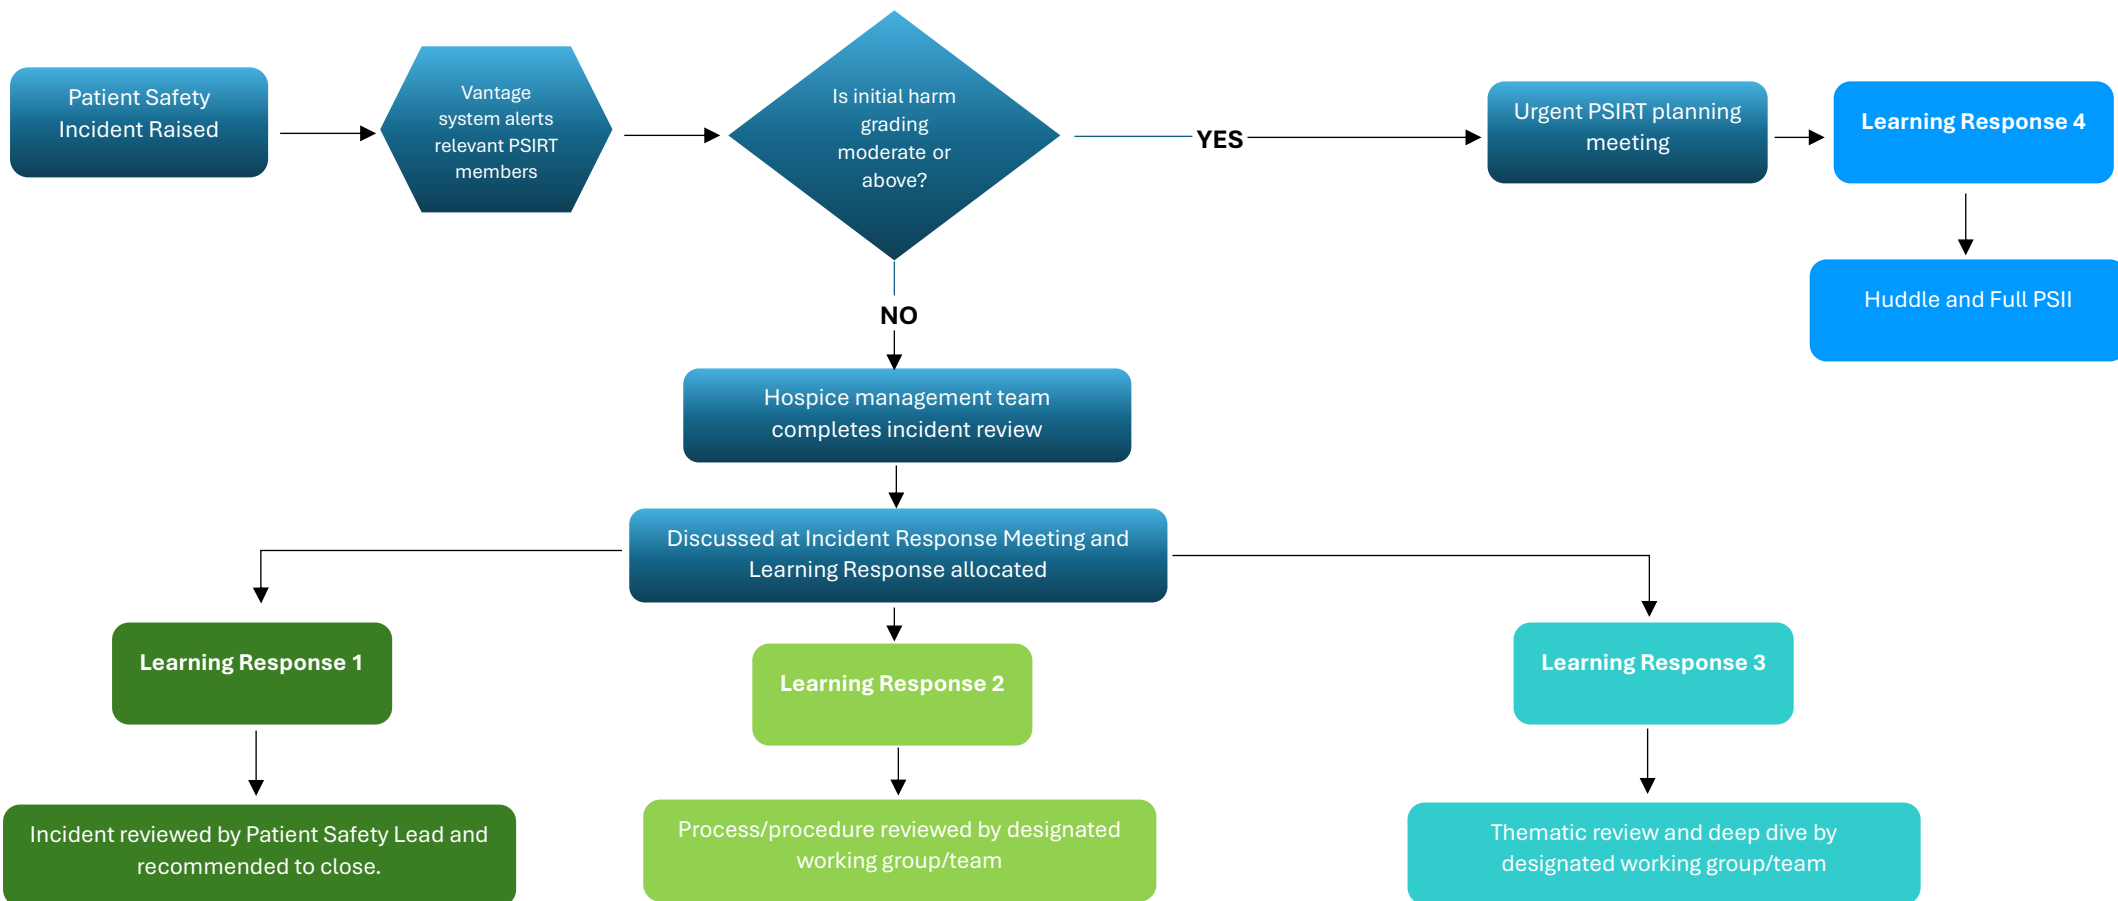 Patient Safety
Incident Raised
Vantage
system alerts
relevant PSIRT
members
Is initial harm
grading
moderate or
above?
YES
Urgent PSIRT planning
meeting
Learning Response 4
Huddle and Full PSII
NO
Hospice management team
completes incident review
Discussed at Incident Response Meeting and
Learning Response allocated
Learning Response 1
Learning Response 2
Learning Response 3
Incident reviewed by Patient Safety Lead and
recommended to close.
Process/procedure reviewed by designated
working group/team
Thematic review and deep dive by
designated working group/team